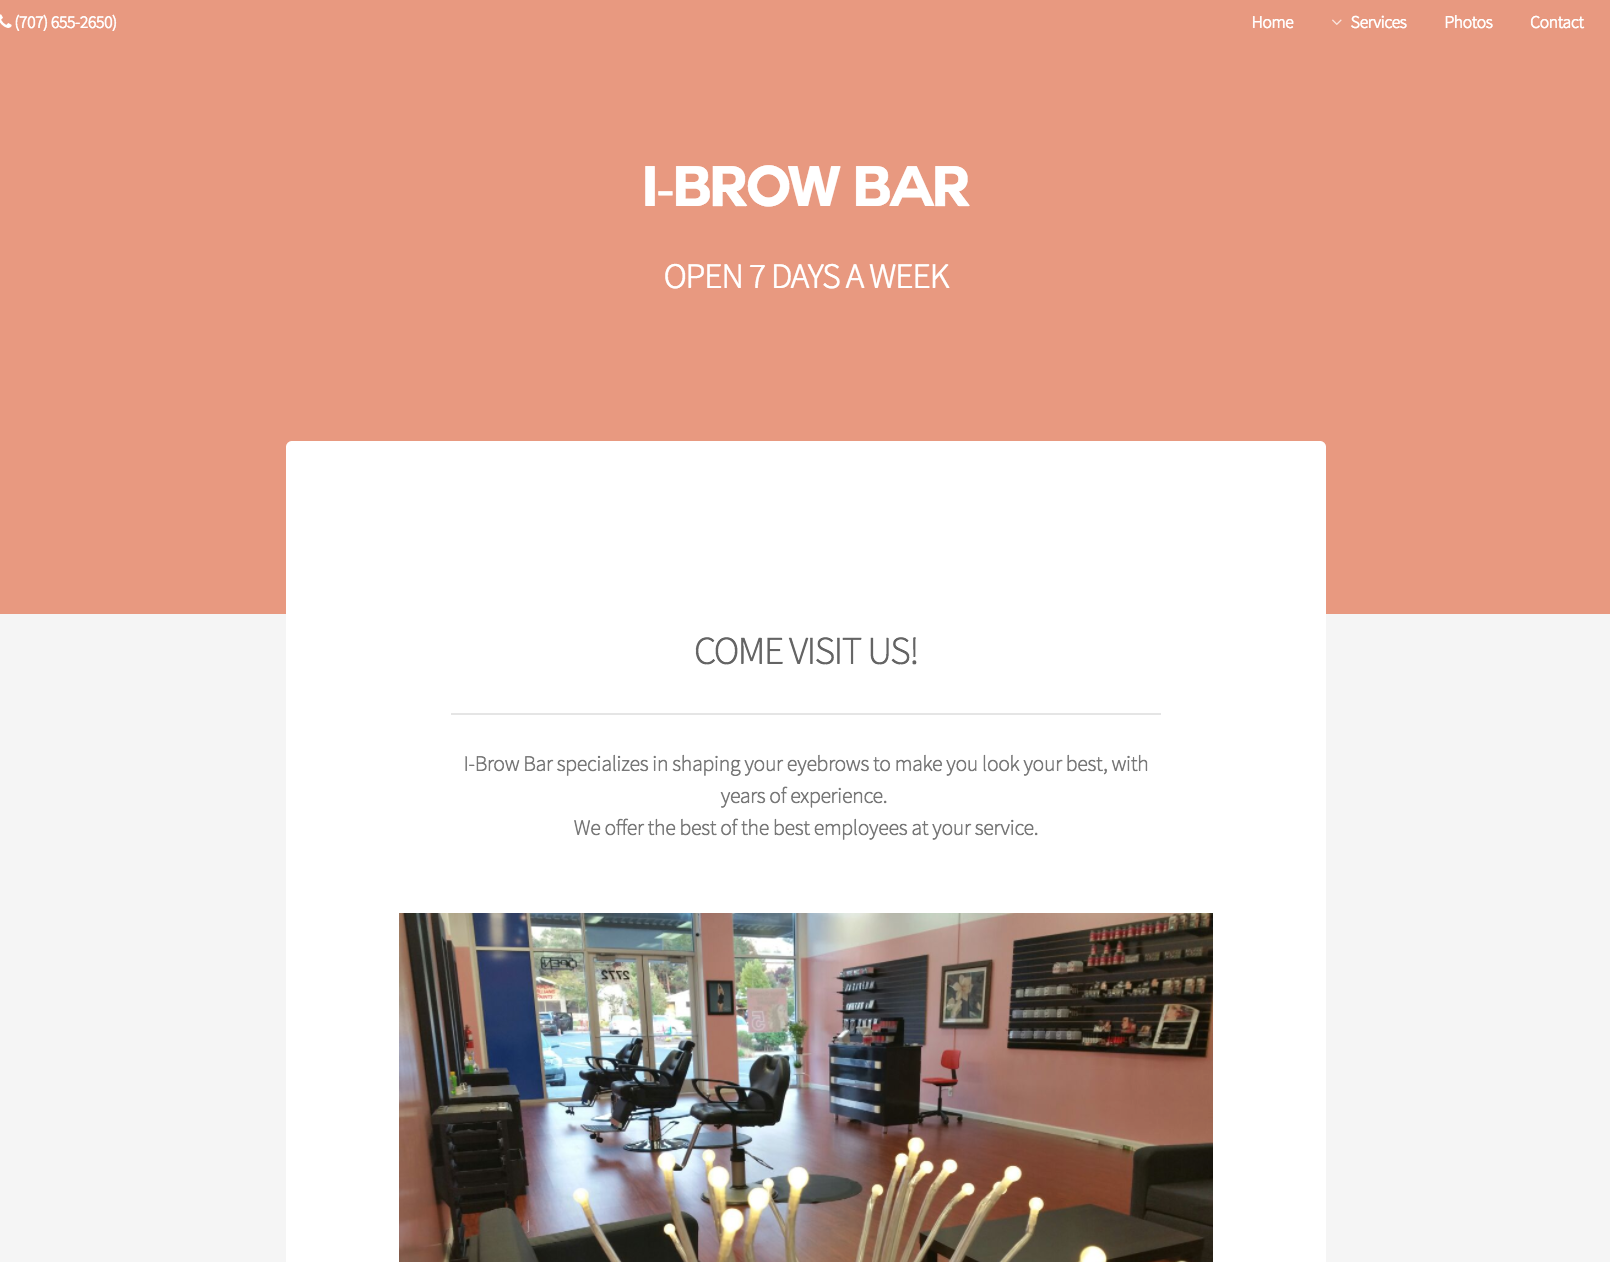 (707) 655-2650)
Home Services Photos Contact
I-BROW BAR
OPEN 7 DAYS A WEEK
COME VISIT US!
I-Brow Bar specializes in shaping your eyebrows to make you look your best, with
years of experience.
We offer the best of the best employees at your service.
OPEN
2772